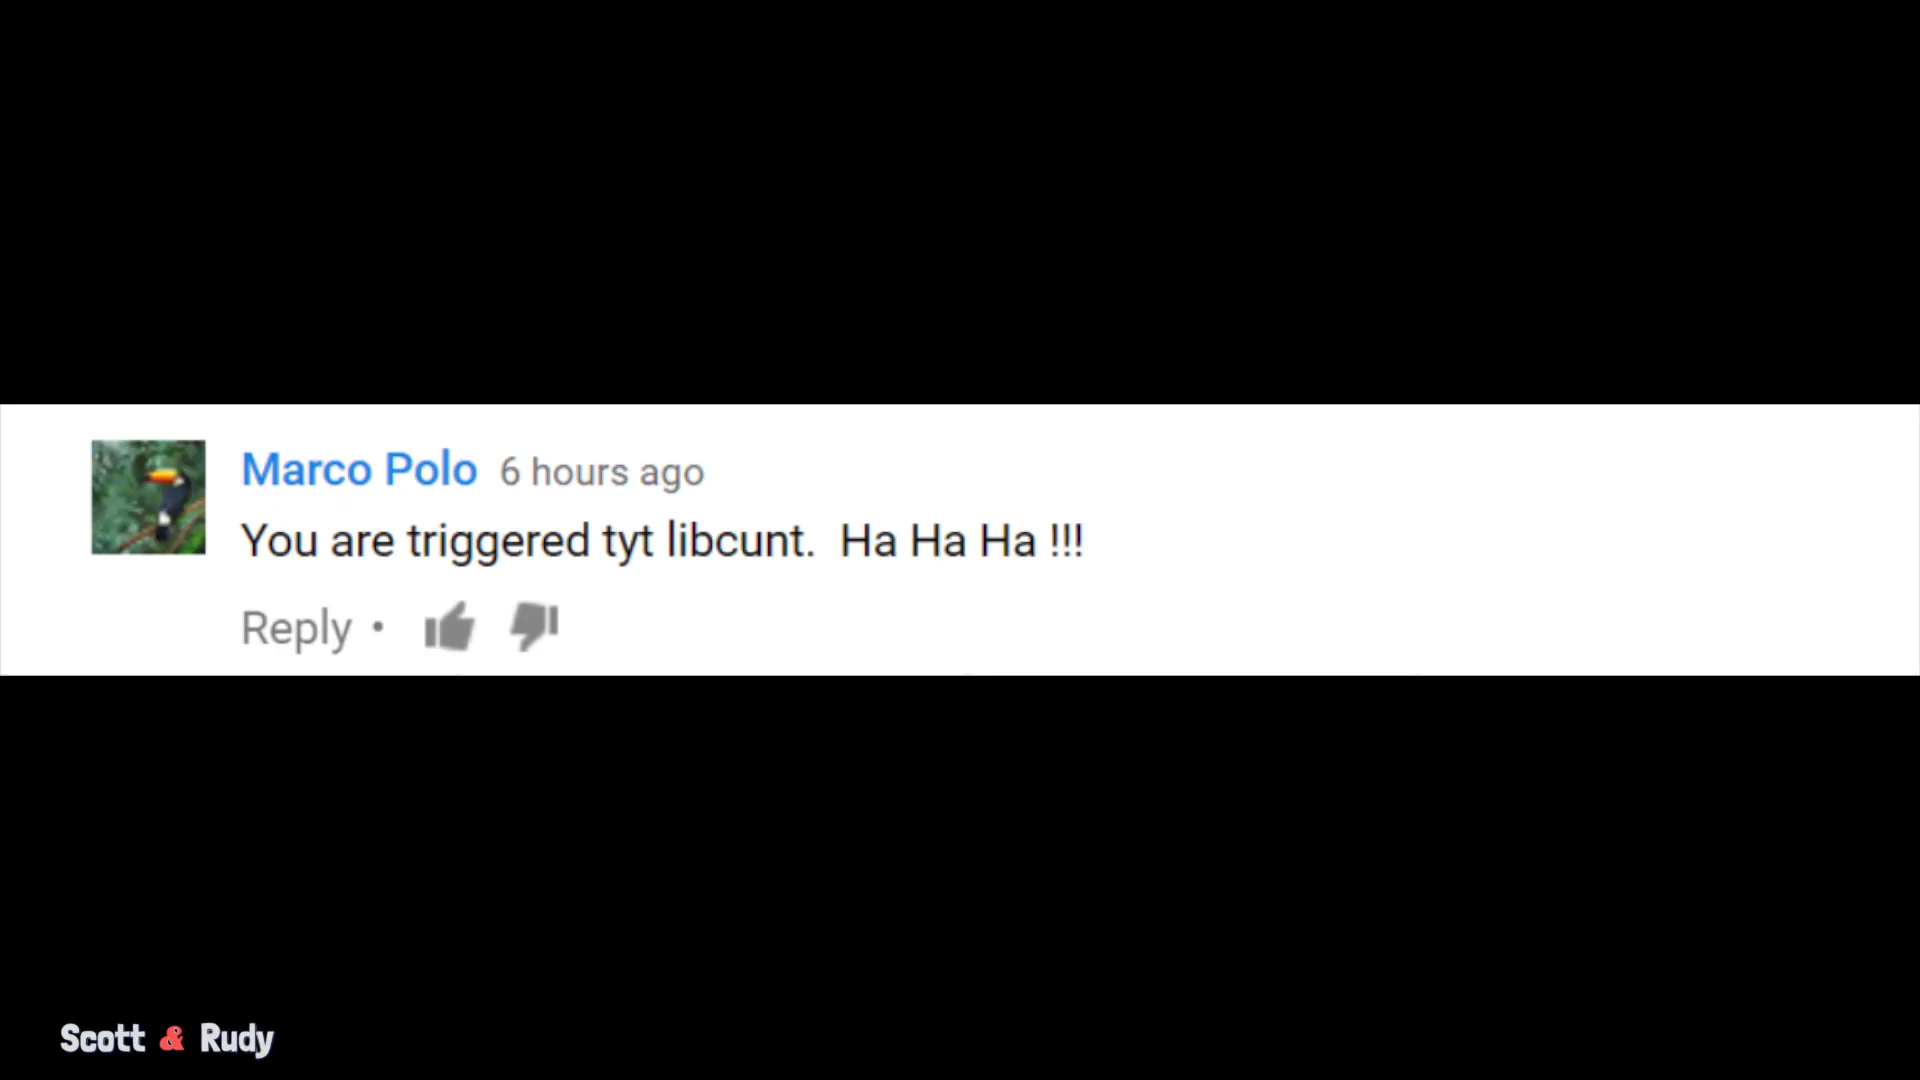 Marco Polo 6 hours ago
You are triggered tyt libcunt.  Ha Ha Ha !!!
Reply •
Scott & Rudy